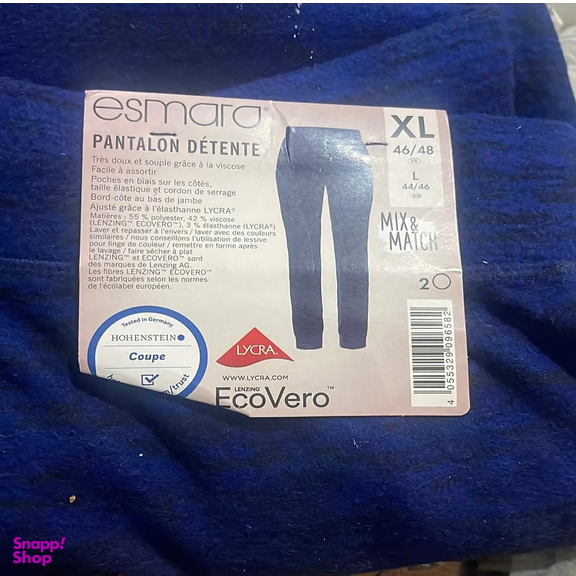 esmara®
PANTALON DÉTENTE
Très doux et souple grâce à la viscose
Facile à assortir
Poches en biais sur les côtés,
taille élastique et cordon de serrage
Bord-côte au bas de jambe
Ajusté grâce à l'élasthanne LYCRA®
Matières : 55 % polyester, 42 % viscose
(LENZING™ ECOVERO™), 3 % élasthanne (LYCRA®)
Laver et repasser à l'envers / laver avec des couleurs
similaires / nous conseillons l'utilisation de lessive
pour linge de couleur / remettre en forme après
le lavage / faire sécher à plat
LENZING™ et ECOVERO™ sont
des marques de Lenzing AG.
Les fibres LENZING™ ECOVERO™
sont fabriquées selon les normes
de l'écolabel européen.
XL
46/48
FR
L
44/46
EUR
MIX &
MATCH
2
Tested in Germany
HOHENSTEIN
Coupe
/trust
LYCRA.
WWW.LYCRA.COM
LENZING
EcoVero™
4 055329 096582
Snapp!
Shop